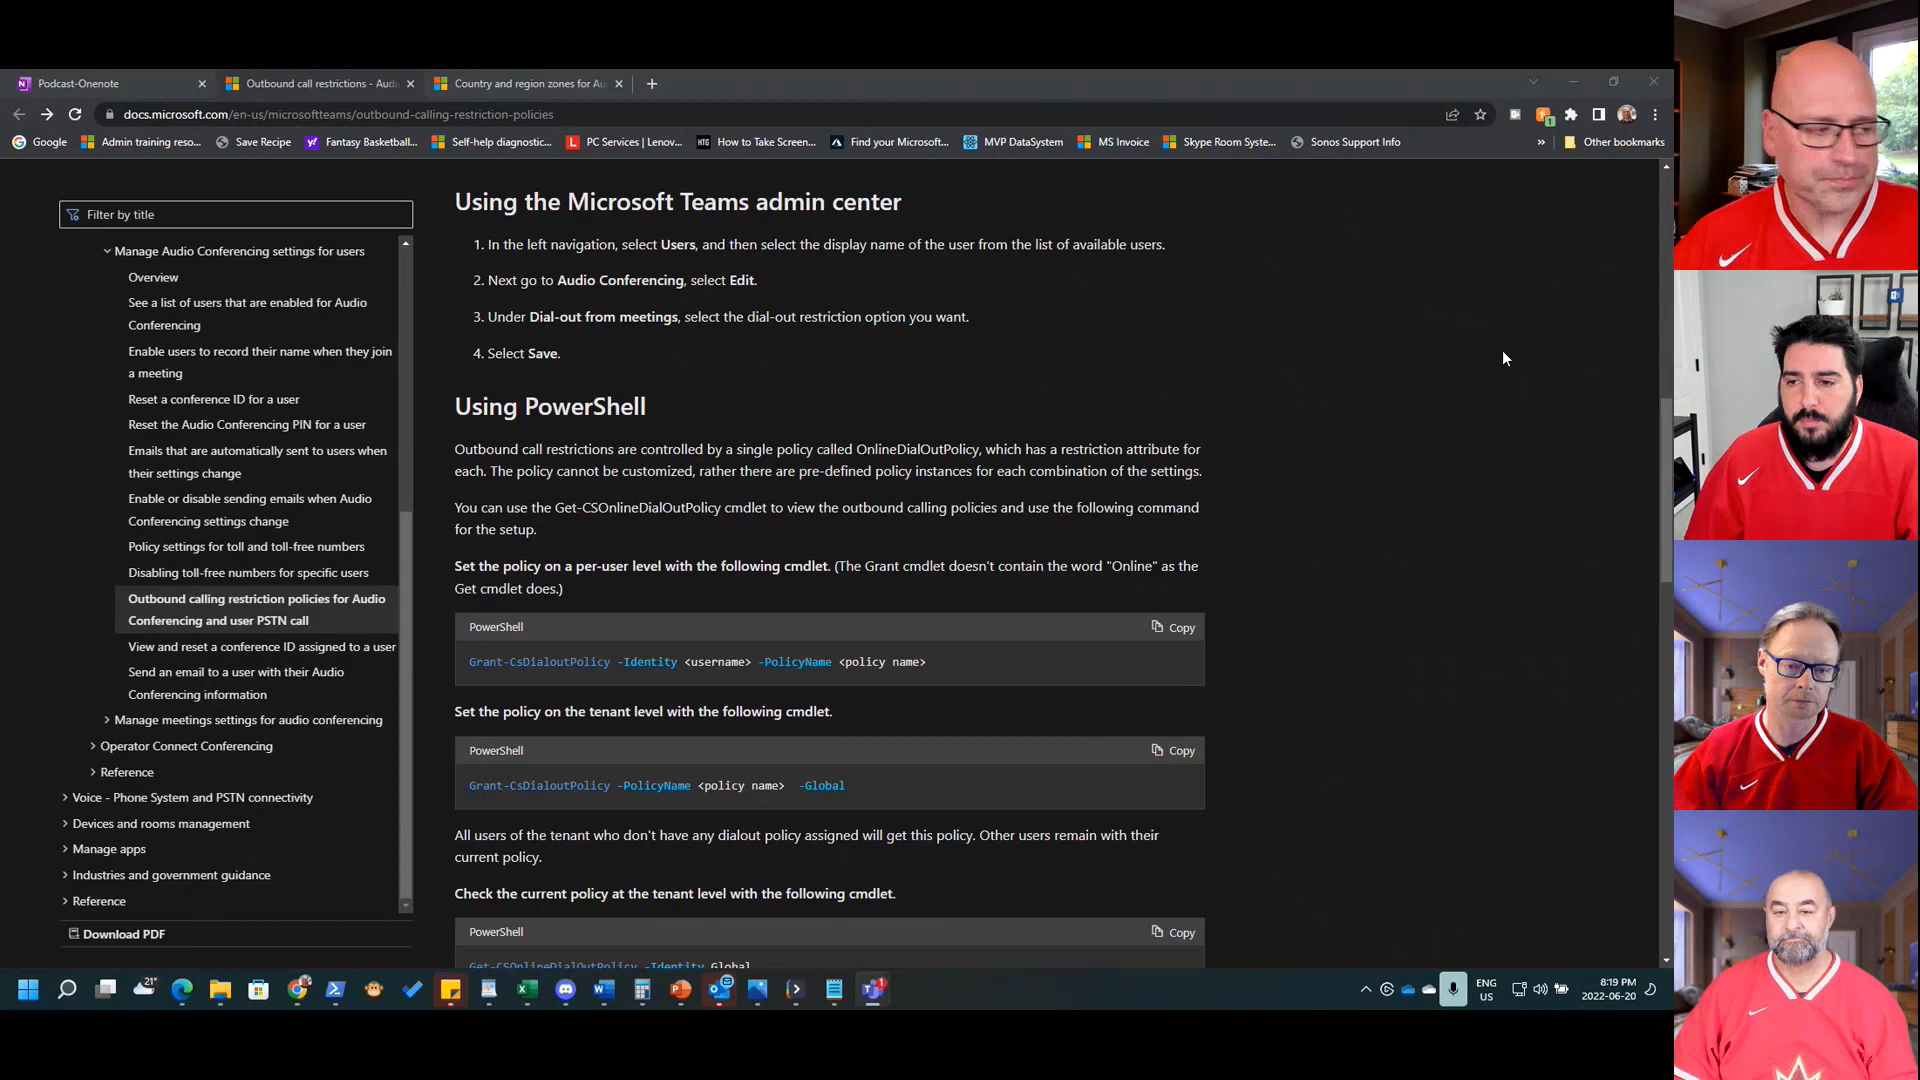 Podcast-Onenote
Outbound call restrictions - Audi
Country and region zones for Au
docs.microsoft.com/en-us/microsoftteams/outbound-calling-restriction-policies
Google
Admin training reso...
Save Recipe
Fantasy Basketball...
Self-help diagnostic...
PC Services | Lenov...
How to Take Screen...
Find your Microsoft...
MVP DataSystem
MS Invoice
Skype Room Syste...
Sonos Support Info
»
Other bookmarks
Filter by title
Manage Audio Conferencing settings for users
Overview
See a list of users that are enabled for Audio
Conferencing
Enable users to record their name when they join
a meeting
Reset a conference ID for a user
Reset the Audio Conferencing PIN for a user
Emails that are automatically sent to users when
their settings change
Enable or disable sending emails when Audio
Conferencing settings change
Policy settings for toll and toll-free numbers
Disabling toll-free numbers for specific users
Outbound calling restriction policies for Audio
Conferencing and user PSTN call
View and reset a conference ID assigned to a user
Send an email to a user with their Audio
Conferencing information
Manage meetings settings for audio conferencing
Operator Connect Conferencing
Reference
Voice - Phone System and PSTN connectivity
Devices and rooms management
Manage apps
Industries and government guidance
Reference
Download PDF
Using the Microsoft Teams admin center
1. In the left navigation, select Users, and then select the display name of the user from the list of available users.
2. Next go to Audio Conferencing, select Edit.
3. Under Dial-out from meetings, select the dial-out restriction option you want.
4. Select Save.
Using PowerShell
Outbound call restrictions are controlled by a single policy called OnlineDialOutPolicy, which has a restriction attribute for
each. The policy cannot be customized, rather there are pre-defined policy instances for each combination of the settings.
You can use the Get-CSOnlineDialOutPolicy cmdlet to view the outbound calling policies and use the following command
for the setup.
Set the policy on a per-user level with the following cmdlet. (The Grant cmdlet doesn't contain the word "Online" as the
Get cmdlet does.)
PowerShell
Copy
Grant-CsDialoutPolicy -Identity <username> -PolicyName <policy name>
Set the policy on the tenant level with the following cmdlet.
PowerShell
Copy
Grant-CsDialoutPolicy -PolicyName <policy name>  -Global
All users of the tenant who don't have any dialout policy assigned will get this policy. Other users remain with their
current policy.
Check the current policy at the tenant level with the following cmdlet.
PowerShell
Copy
Get-CSOnlineDialOutPolicy -Identity Global
21°
ENG
US
8:19 PM
2022-06-20